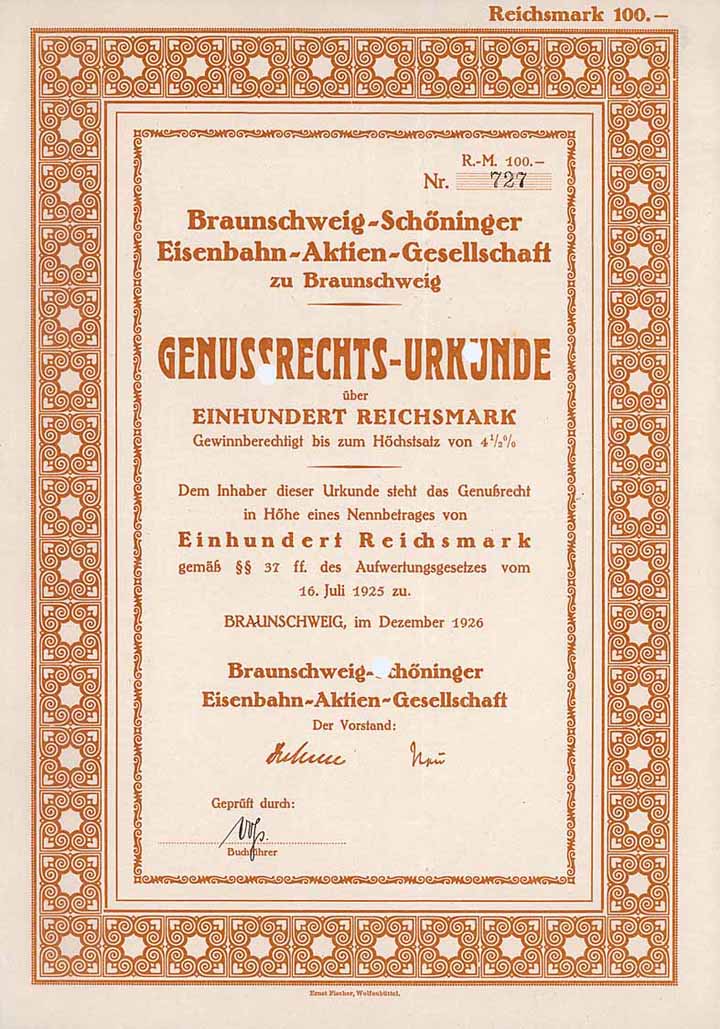 Reichsmark 100.—
R.-M. 100.—
Nr. 727
Braunschweig-Schöninger
Eisenbahn-Aktien-Gesellschaft
zu Braunschweig
GENUSSRECHTS-URKUNDE
über
EINHUNDERT REICHSMARK
Gewinnberechtigt bis zum Höchstsatz von 4 1/2%
Dem Inhaber dieser Urkunde steht das Genußrecht
in Höhe eines Nennbetrages von
Einhundert Reichsmark
gemäß §§ 37 ff. des Aufwertungsgesetzes vom
16. Juli 1925 zu.
BRAUNSCHWEIG, im Dezember 1926
Braunschweig-Schöninger
Eisenbahn-Aktien-Gesellschaft
Der Vorstand:
Geprüft durch:
Buchführer
Ernst Fischer, Wolfenbüttel.